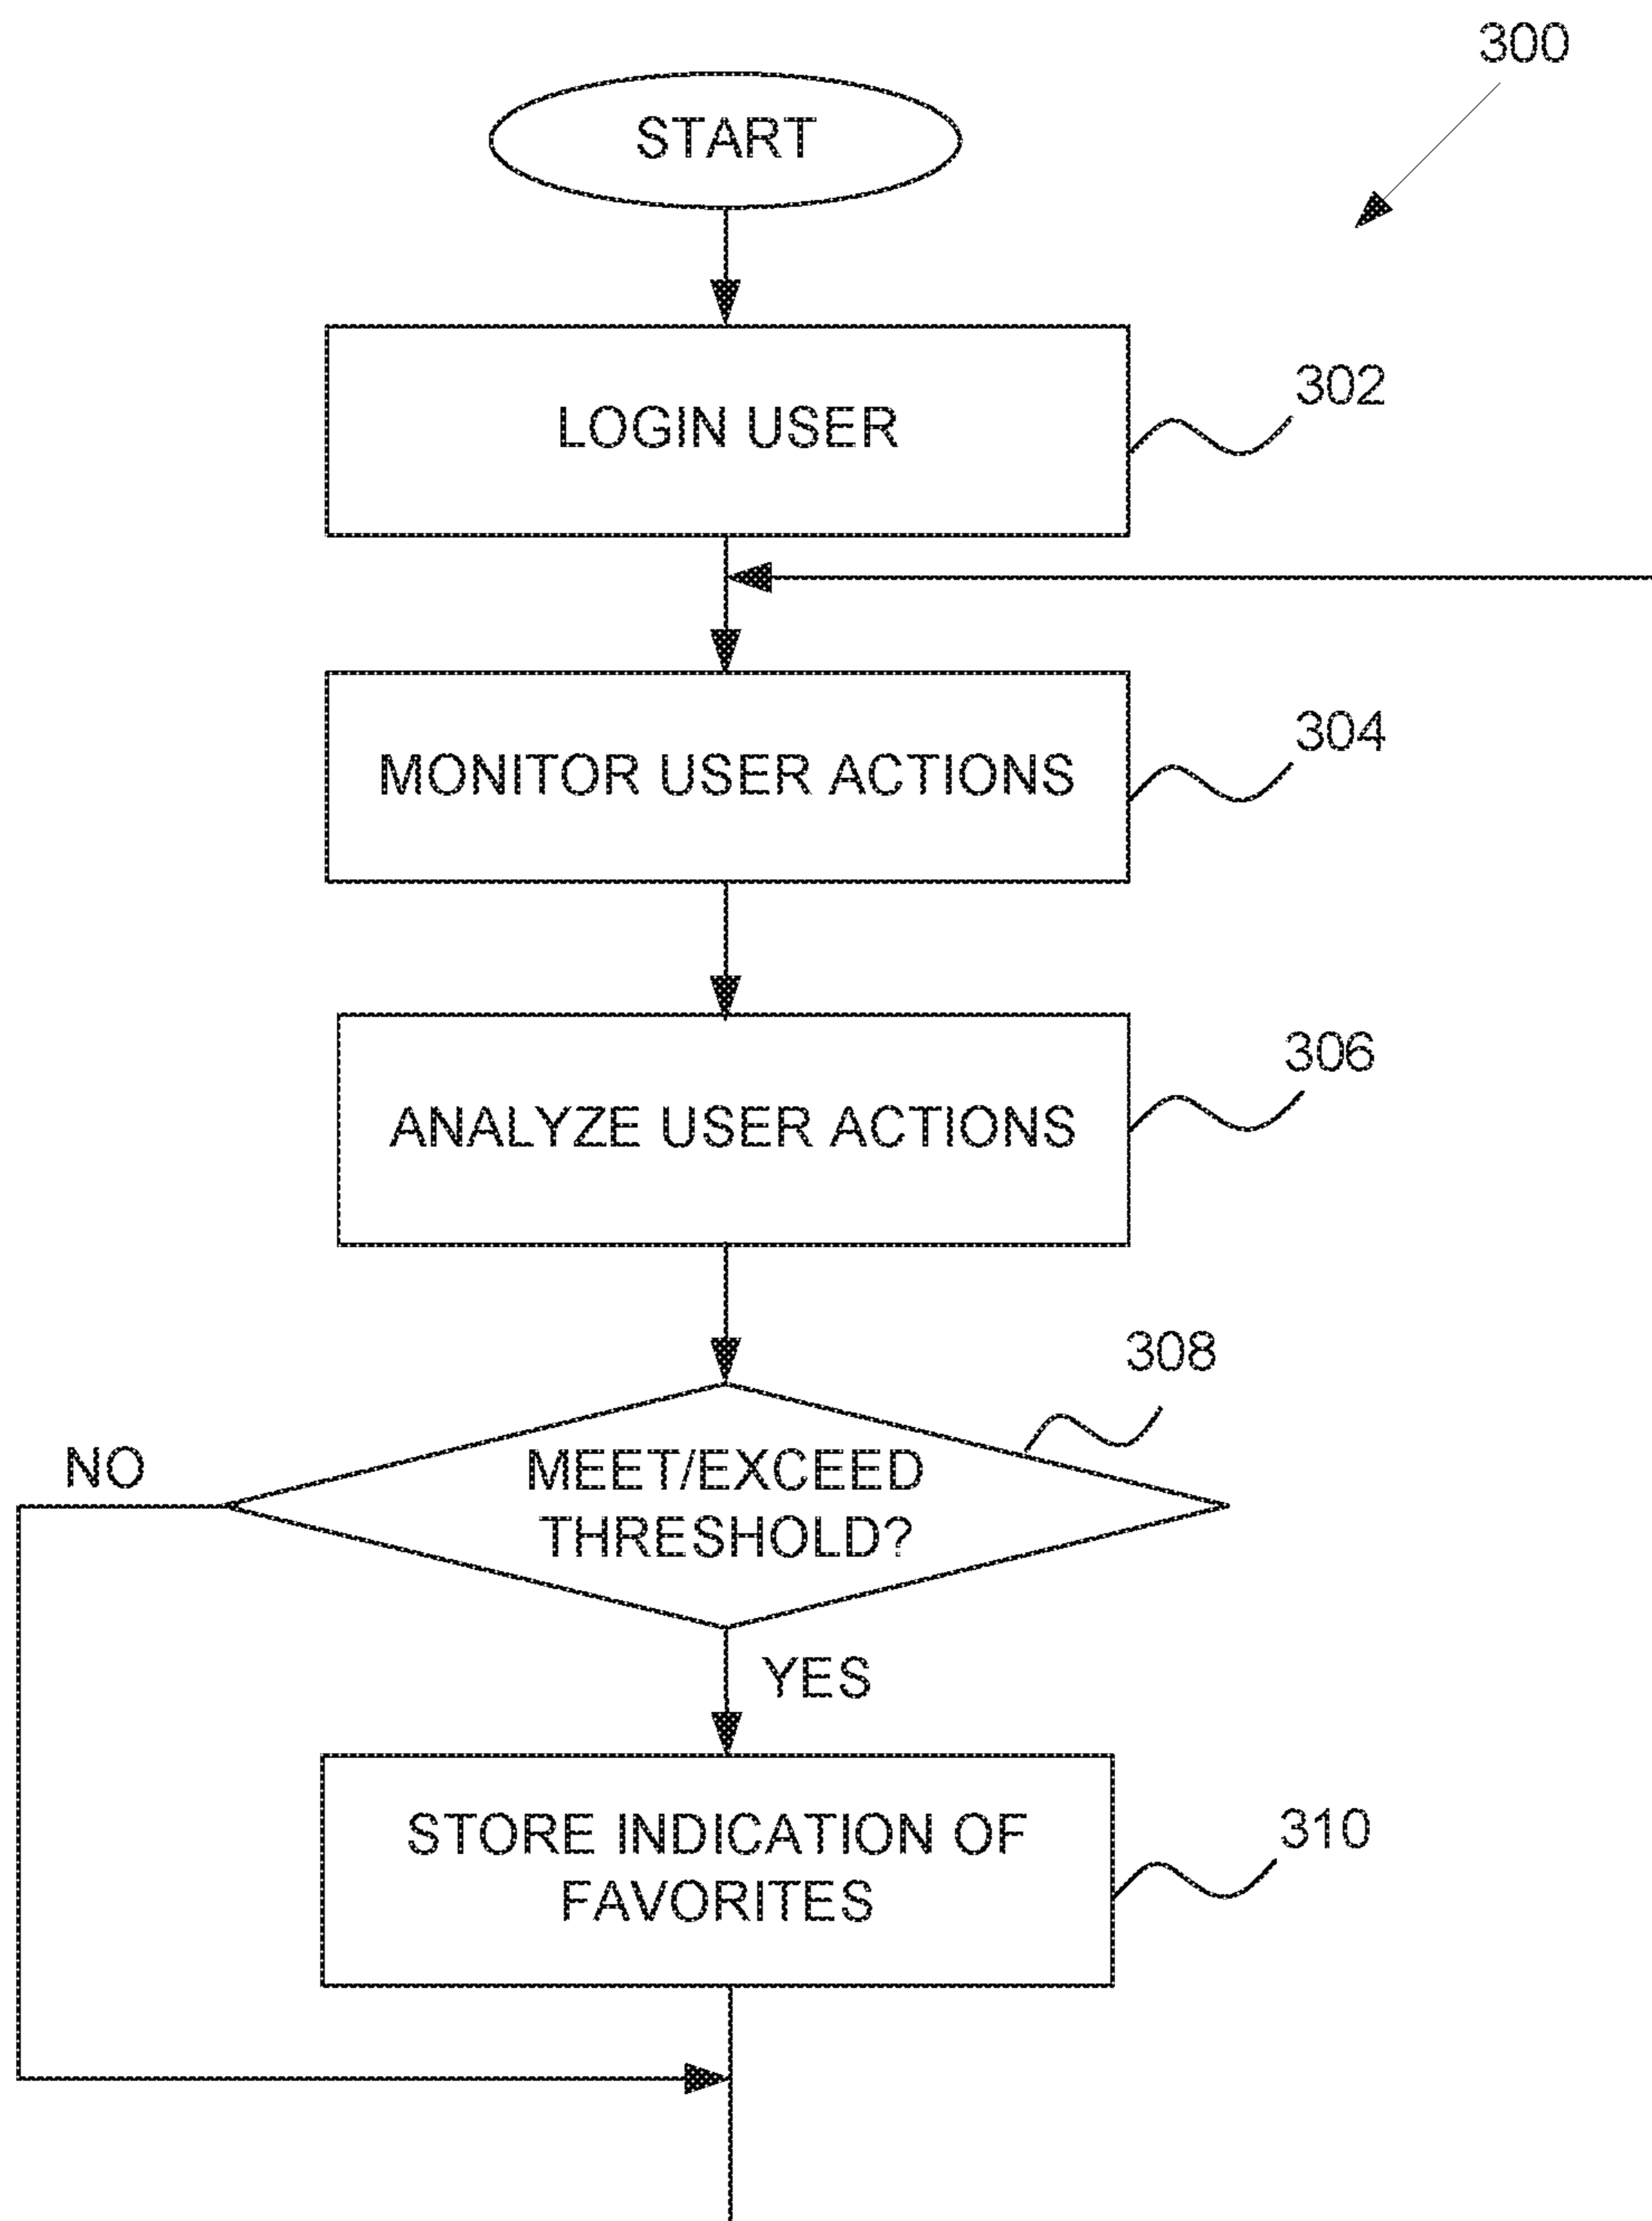 300
START
LOGIN USER
302
MONITOR USER ACTIONS
304
ANALYZE USER ACTIONS
306
308
MEET/EXCEED
THRESHOLD?
NO
YES
STORE INDICATION OF
FAVORITES
310